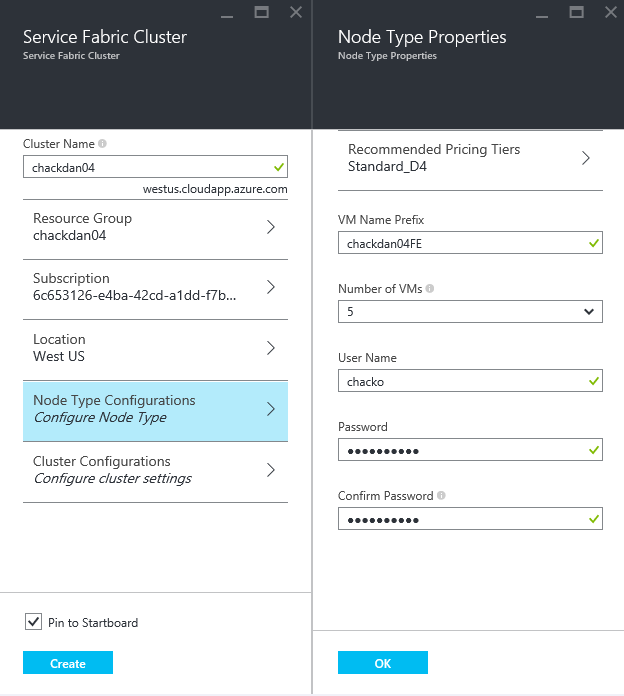 Service Fabric Cluster
Service Fabric Cluster
Cluster Name
chackdan04
westus.cloudapp.azure.com
Resource Group
chackdan04
Subscription
6c653126-e4ba-42cd-a1dd-f7b...
Location
West US
Node Type Configurations
Configure Node Type
Cluster Configurations
Configure cluster settings
Pin to Startboard
Create
Node Type Properties
Node Type Properties
Recommended Pricing Tiers
Standard_D4
VM Name Prefix
chackdan04FE
Number of VMs
5
User Name
chacko
Password
●●●●●●●●●●
Confirm Password
●●●●●●●●●●
OK